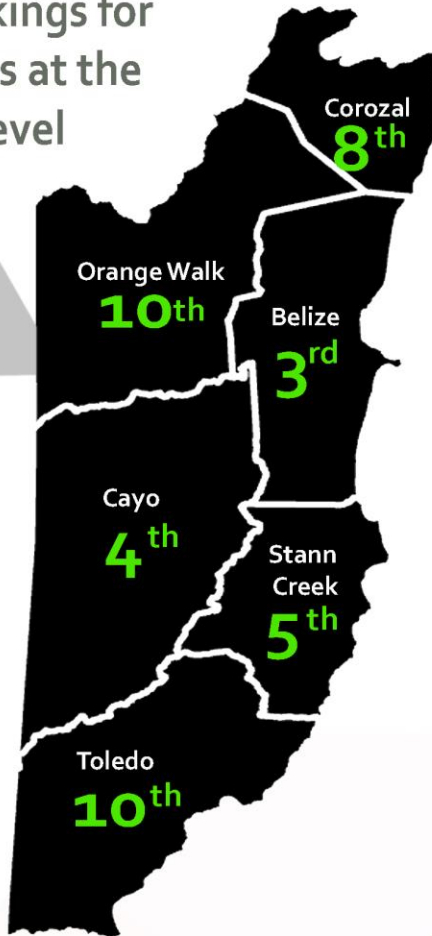 kings for
s at the
evel
Corozal
8th
Orange Walk
10th
Belize
3rd
Cayo
4th
Stann
Creek
5th
Toledo
10th